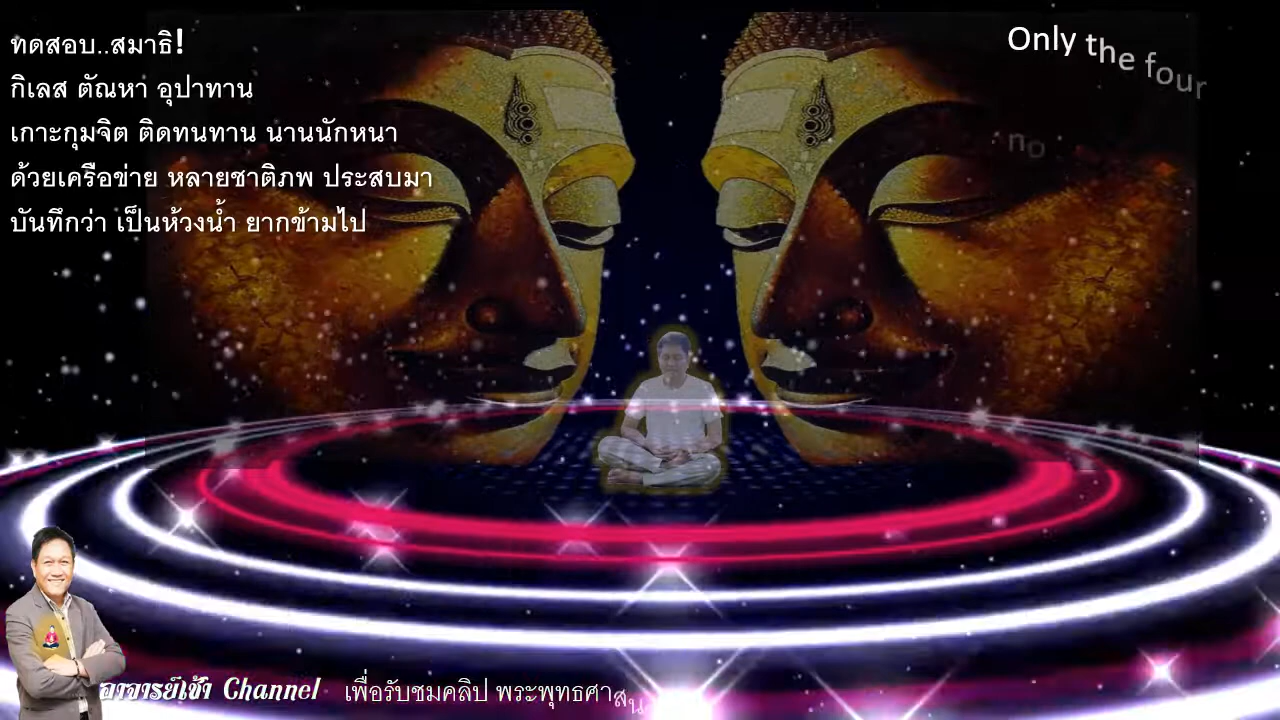 ทดสอบ..สมาธิ!
กิเลส ตัณหา อุปาทาน
เกาะกุมจิต ติดทนทาน นานนักหนา
ด้วยเครือข่าย หลายชาติภพ ประสบมา
บันทึกว่า เป็นห้วงน้ำ ยากข้ามไป
Only the four
no
อาจารย์เช้า Channel
เพื่อรับชมคลิป พระพุทธศาสน